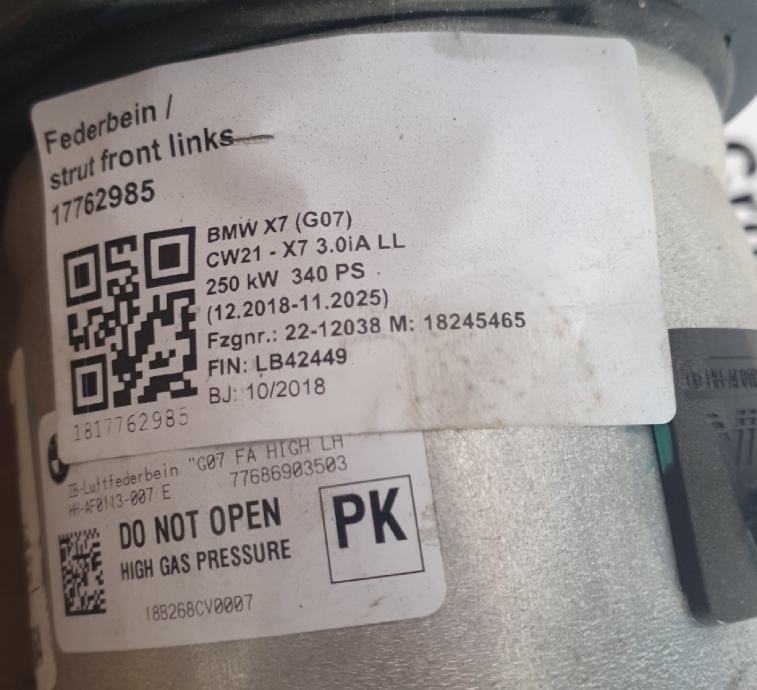 Federbein /
strut front links
17762985
BMW X7 (G07)
CW21 - X7 3.0iA LL
250 kW 340 PS
(12.2018-11.2025)
Fzgnr.: 22-12038 M: 18245465
FIN: LB42449
BJ: 10/2018
1817762985
ZB-Luftfederbein "G07 FA HIGH LH"
77686903503
DO NOT OPEN
HIGH GAS PRESSURE
PK
18B268CV0007